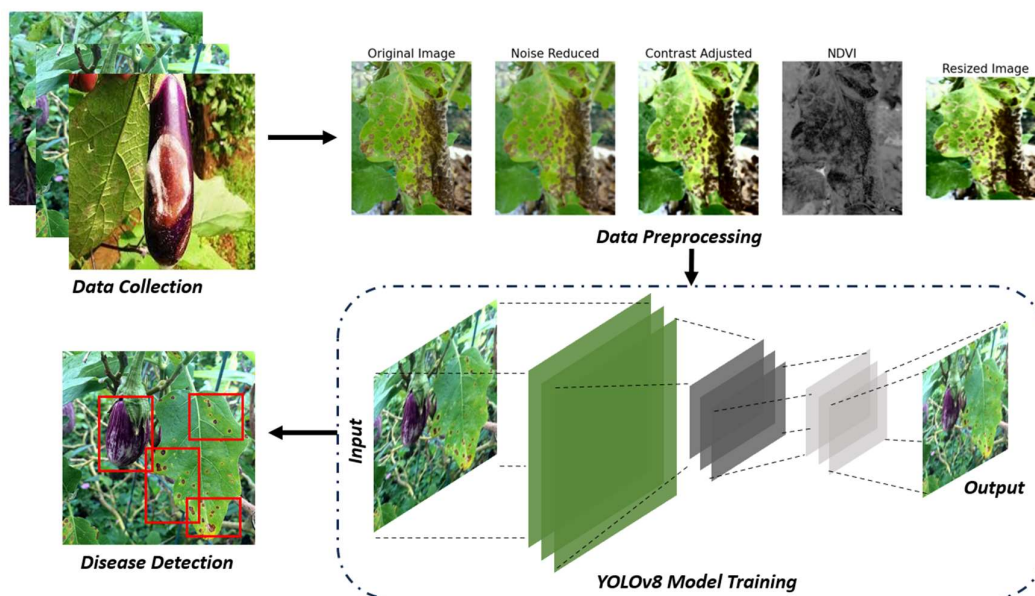 Original Image
Noise Reduced
Contrast Adjusted
NDVI
Resized Image
Data Preprocessing
Data Collection
Input
Output
YOLOv8 Model Training
Disease Detection